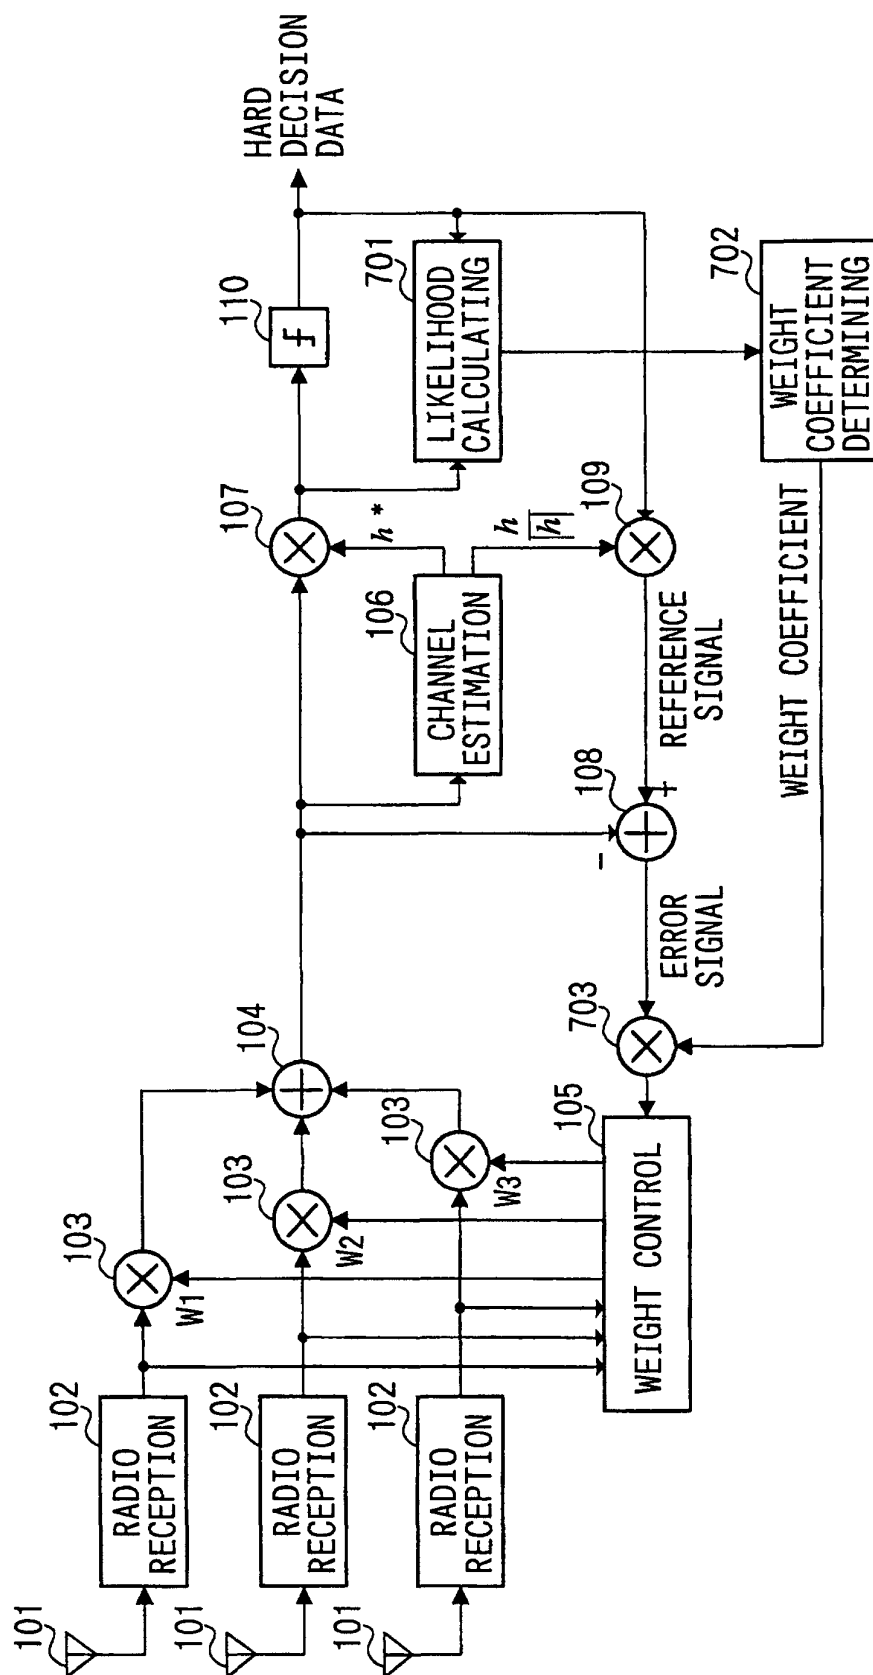 101
101
101
102
RADIO
RECEPTION
102
RADIO
RECEPTION
102
RADIO
RECEPTION
103
W1
103
W2
103
W3
104
105
WEIGHT CONTROL
703
ERROR
SIGNAL
108
-
+
REFERENCE
SIGNAL
106
CHANNEL
ESTIMATION
h*
h
|h|
107
109
110
701
LIKELIHOOD
CALCULATING
HARD
DECISION
DATA
702
WEIGHT
COEFFICIENT
DETERMINING
WEIGHT COEFFICIENT